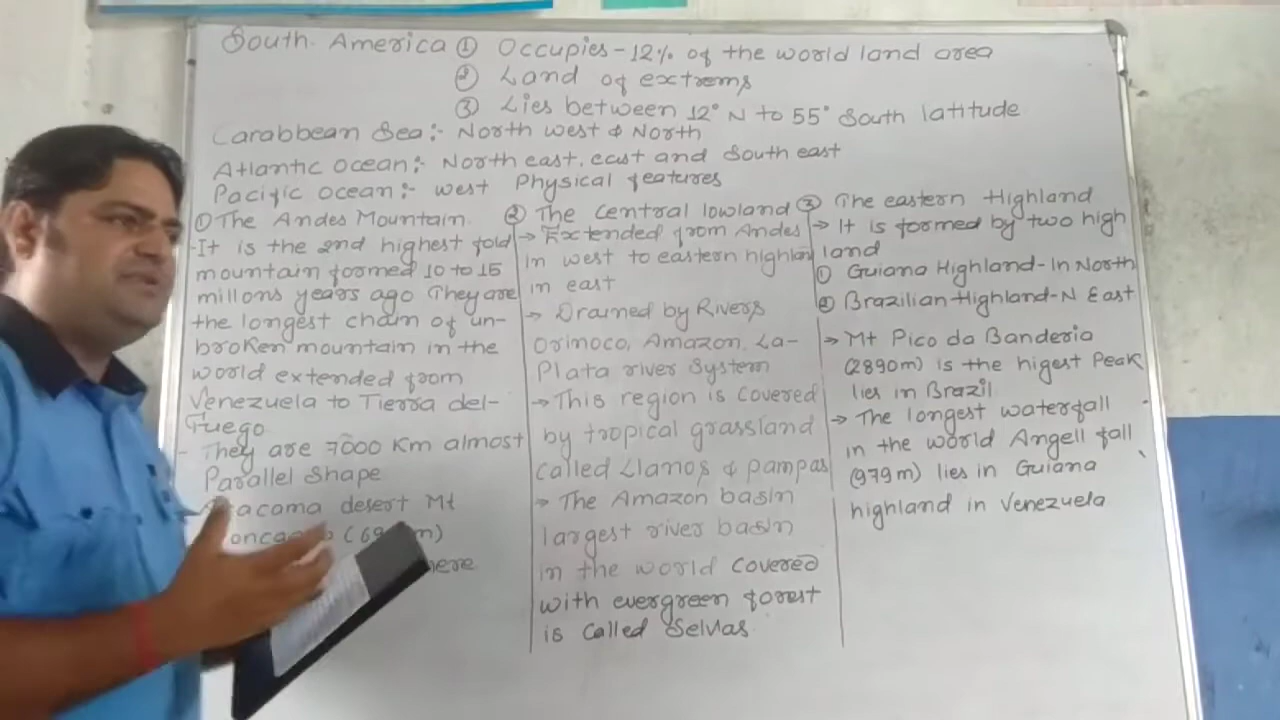 South America ① Occupies - 12% of the world land area
② Land of extrems
③ Lies between 12° N to 55° South latitude
Carabbean Sea:- North west & North
Atlantic ocean:- North east, east and South east
Pacific ocean:- west Physical features
① The Andes Mountain
- It is the 2nd highest fold
mountain formed 10 to 15
millons years ago They are
the longest chain of un-
broken mountain in the
world extended from
Venezuela to Tierra del-
Fuego
- They are 7000 Km almost
Parallel Shape
desert Mt
② The Central lowland
→ Extended from Andes
in west to eastern highlan
in east
→ Drained by Rivers
Orinoco, Amazon, La-
Plata river System
→ This region is covered
by tropical grassland
called Llanos & pampas
→ The Amazon basin
largest river basin
in the world covered
with evergreen forest
is called Selvas
③ The eastern Highland
→ It is formed by two high
land
① Guiana Highland - In North
② Brazilian Highland - N East
→ Mt Pico da Banderia
(2890m) is the higest Peak
lies in Brazil
→ The longest waterfall
in the world Angell fall
(979m) lies in Guiana
highland in Venezuela